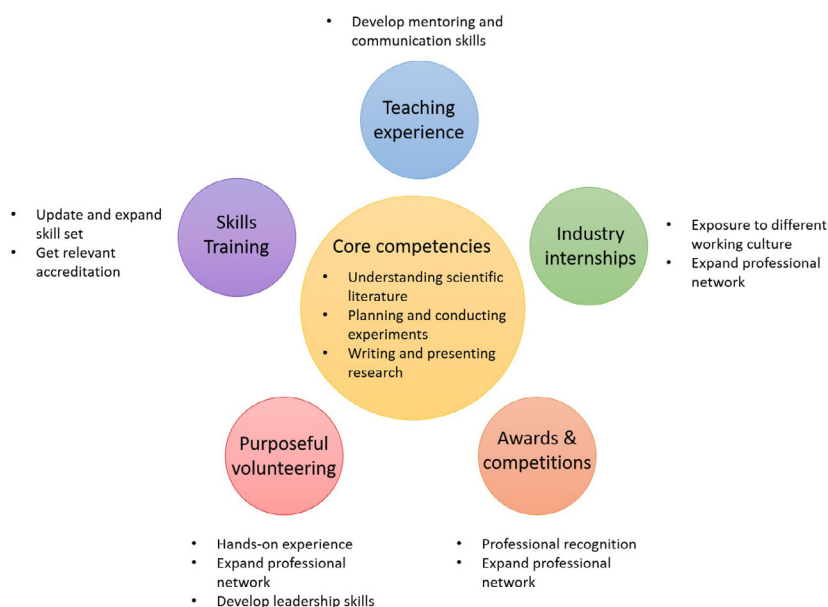 • Develop mentoring and
communication skills
Teaching
experience
• Update and expand
skill set
• Get relevant
accreditation
Skills
Training
Core competencies
• Understanding scientific
literature
• Planning and conducting
experiments
• Writing and presenting
research
Industry
internships
• Exposure to different
working culture
• Expand professional
network
Purposeful
volunteering
• Hands-on experience
• Expand professional
network
• Develop leadership skills
Awards &
competitions
• Professional recognition
• Expand professional
network